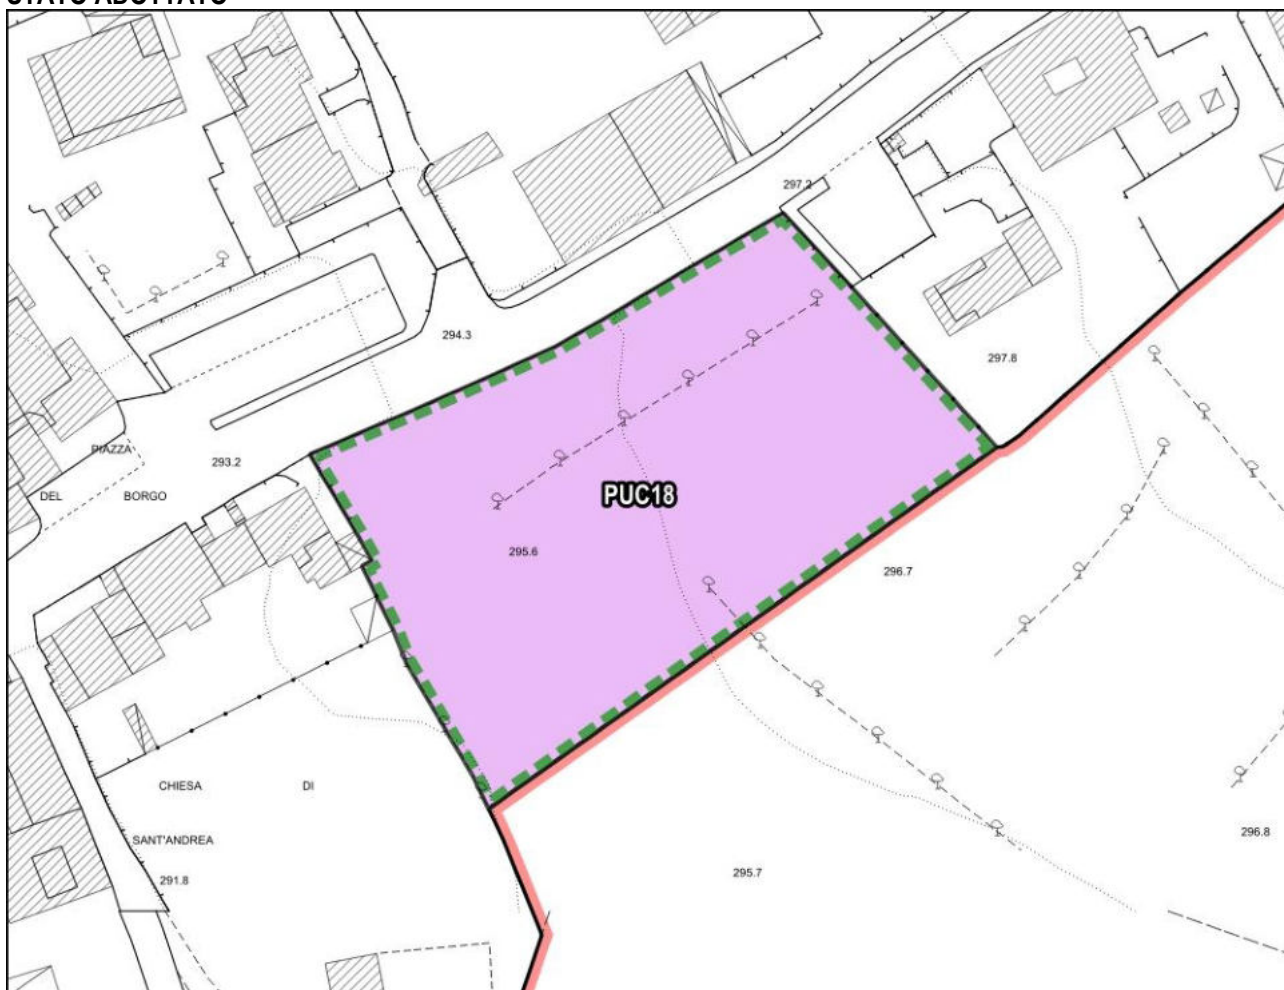 STATO ADOTTATO
297.2
294.3
297.8
PIAZZA
293.2
DEL BORGO
PUC18
295.6
296.7
CHIESA DI
SANT'ANDREA
291.8
295.7
296.8